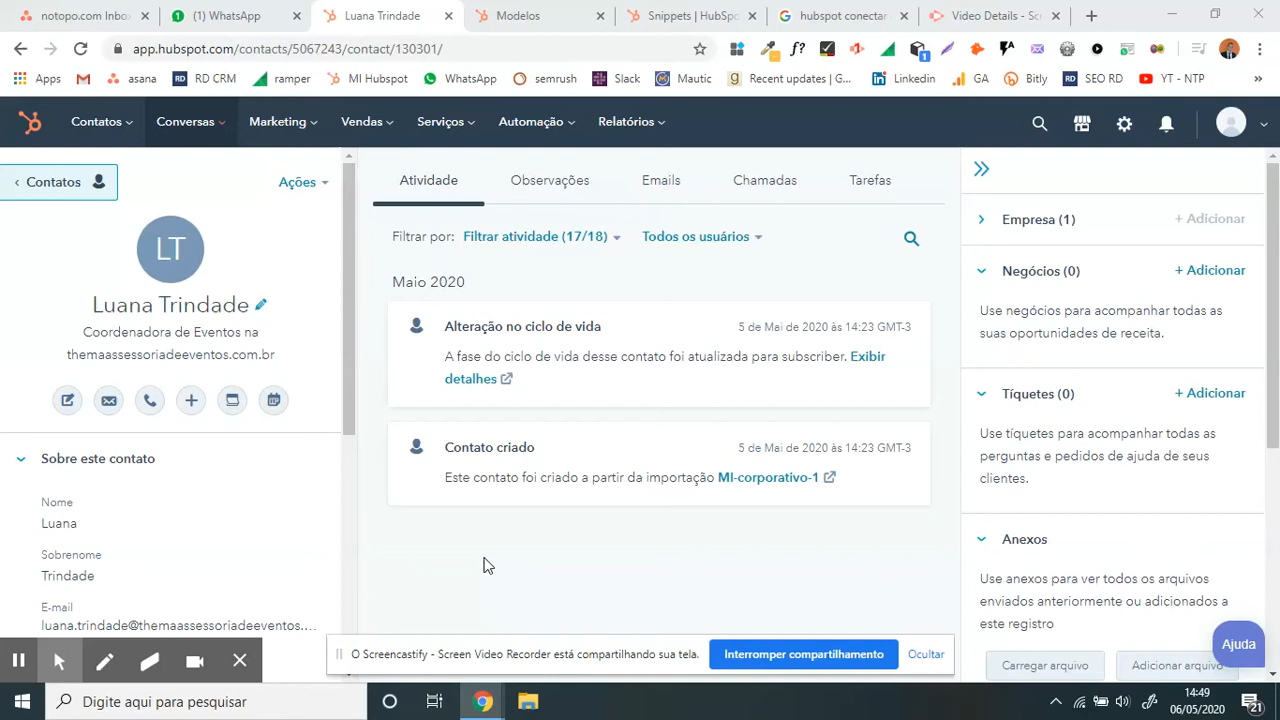 notopo.com Inbo
(1) WhatsApp
Luana Trindade
Modelos
Snippets | HubSpo
hubspot conectar
Video Details - Scr
app.hubspot.com/contacts/5067243/contact/130301/
Apps
asana
RD CRM
ramper
MI Hubspot
WhatsApp
semrush
Slack
Mautic
Recent updates | G...
Linkedin
GA
Bitly
SEO RD
YT - NTP
Contatos
Conversas
Marketing
Vendas
Serviços
Automação
Relatórios
Contatos
Ações
LT
Luana Trindade
Coordenadora de Eventos na
themaassessoriadeeventos.com.br
Sobre este contato
Nome
Luana
Sobrenome
Trindade
E-mail
luana.trindade@themaassessoriadeeventos....
Atividade
Observações
Emails
Chamadas
Tarefas
Filtrar por: Filtrar atividade (17/18) Todos os usuários
Maio 2020
Alteração no ciclo de vida
5 de Mai de 2020 às 14:23 GMT-3
A fase do ciclo de vida desse contato foi atualizada para subscriber. Exibir
detalhes
Contato criado
5 de Mai de 2020 às 14:23 GMT-3
Este contato foi criado a partir da importação MI-corporativo-1
Empresa (1)
+ Adicionar
Negócios (0)
+ Adicionar
Use negócios para acompanhar todas as
suas oportunidades de receita.
Tíquetes (0)
+ Adicionar
Use tíquetes para acompanhar todas as
perguntas e pedidos de ajuda de seus
clientes.
Anexos
Use anexos para ver todos os arquivos
enviados anteriormente ou adicionados a
este registro
Carregar arquivo
Adicionar arquivo
Ajuda
O Screencastify - Screen Video Recorder está compartilhando sua tela.
Interromper compartilhamento
Ocultar
Digite aqui para pesquisar
14:49
06/05/2020
21